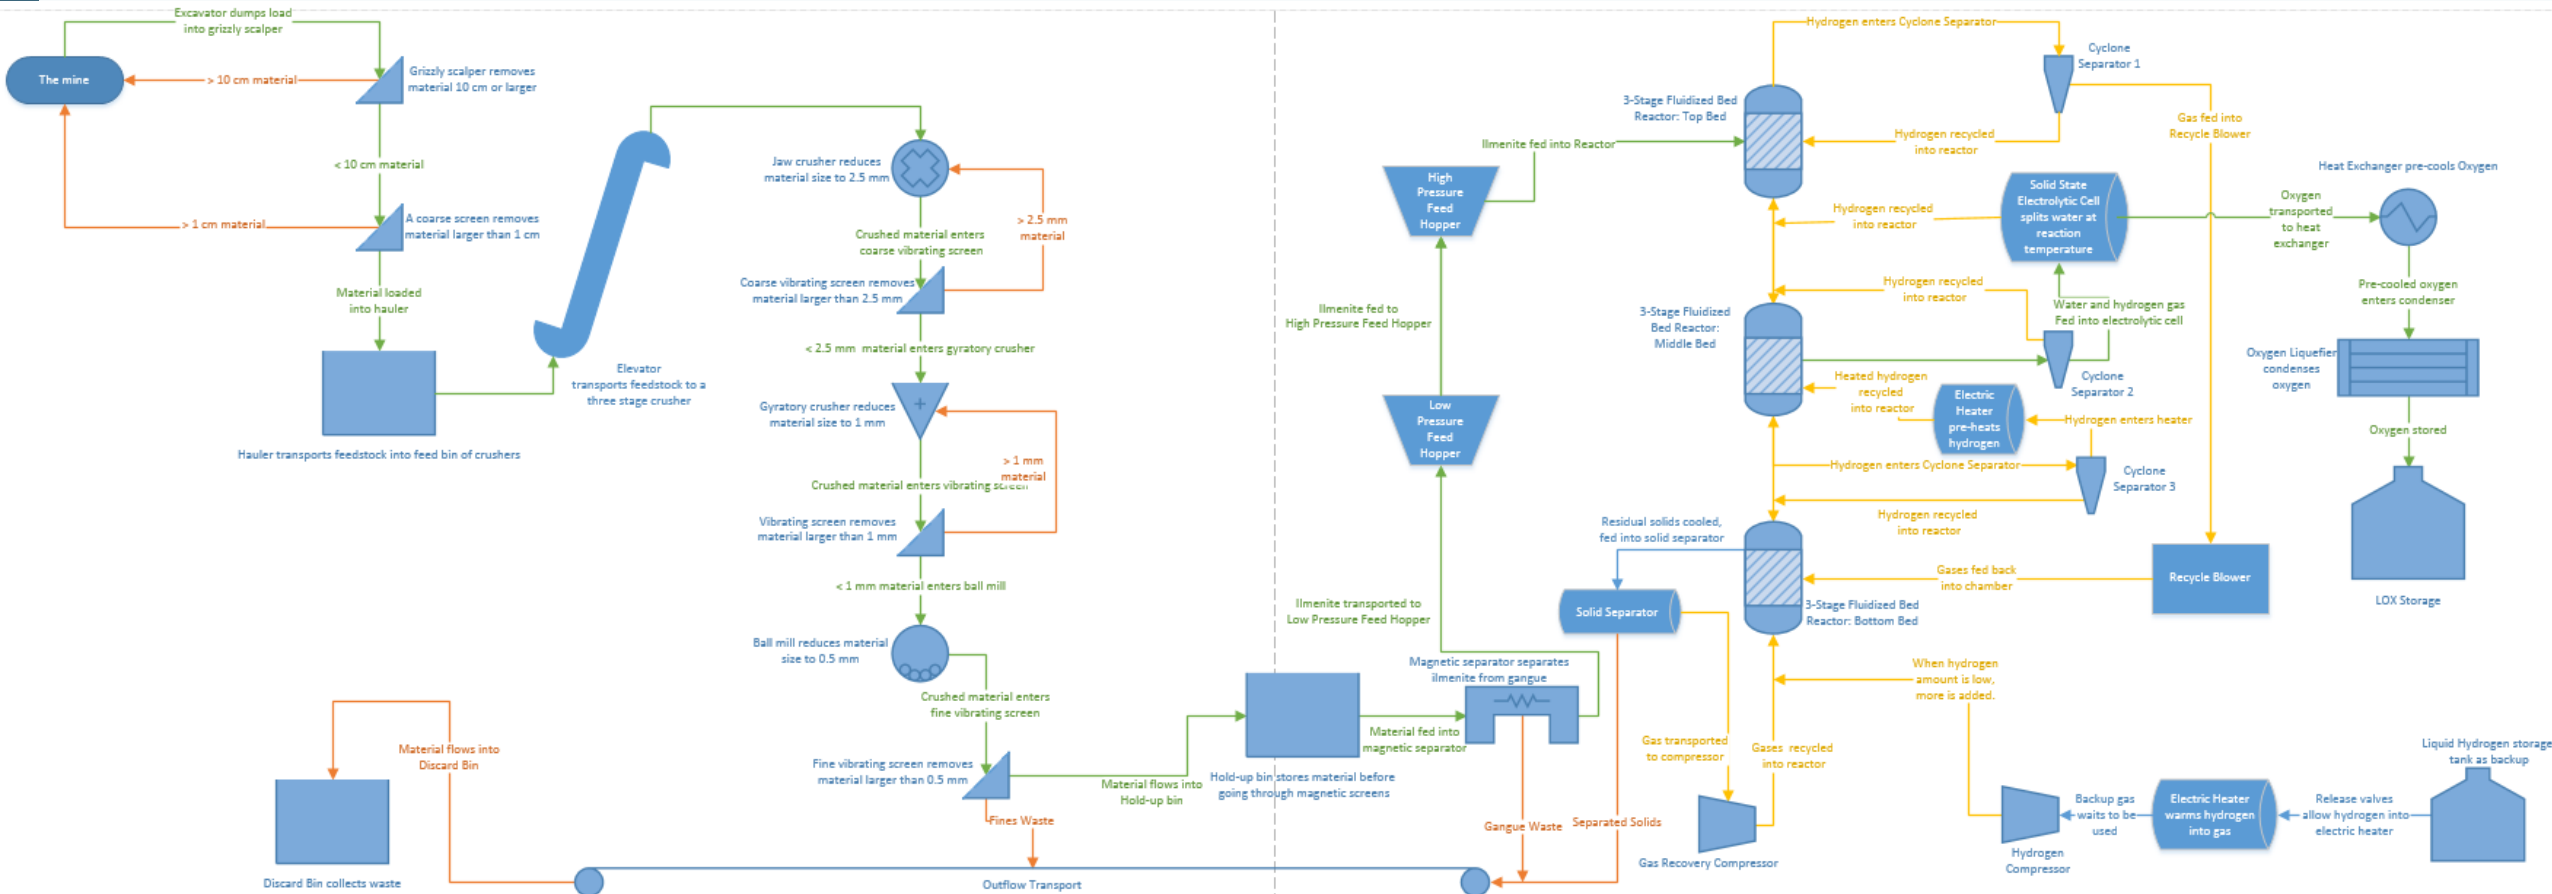 Excavator dumps load
into grizzly scalper
The mine
> 10 cm material
Grizzly scalper removes
material 10 cm or larger
< 10 cm material
> 1 cm material
A coarse screen removes
material larger than 1 cm
Material loaded
into hauler
Hauler transports feedstock into feed bin of crushers
Elevator
transports feedstock to a
three stage crusher
Jaw crusher reduces
material size to 2.5 mm
> 2.5 mm
material
Crushed material enters
coarse vibrating screen
Coarse vibrating screen removes
material larger than 2.5 mm
< 2.5 mm material enters gyratory crusher
Gyratory crusher reduces
material size to 1 mm
> 1 mm
material
Crushed material enters vibrating screen
Vibrating screen removes
material larger than 1 mm
< 1 mm material enters ball mill
Ball mill reduces material
size to 0.5 mm
Crushed material enters
fine vibrating screen
Fine vibrating screen removes
material larger than 0.5 mm
Fines Waste
Material flows into
Hold-up bin
Material flows into
Discard Bin
Discard Bin collects waste
Outflow Transport
Hold-up bin stores material before
going through magnetic screens
Material fed into
magnetic separator
Magnetic separator separates
ilmenite from gangue
Gangue Waste
Separated Solids
Ilmenite transported to
Low Pressure Feed Hopper
Low
Pressure
Feed
Hopper
Ilmenite fed to
High Pressure Feed Hopper
High
Pressure
Feed
Hopper
Ilmenite fed into Reactor
3-Stage Fluidized Bed
Reactor: Top Bed
Hydrogen enters Cyclone Separator
Cyclone
Separator 1
Hydrogen recycled
into reactor
Gas fed into
Recycle Blower
Hydrogen recycled
into reactor
Solid State
Electrolytic Cell
splits water at
reaction
temperature
Oxygen
transported
to heat
exchanger
Heat Exchanger pre-cools Oxygen
Pre-cooled oxygen
enters condenser
Oxygen Liquefier
condenses
oxygen
Oxygen stored
LOX Storage
Hydrogen recycled
into reactor
Water and hydrogen gas
Fed into electrolytic cell
3-Stage Fluidized
Bed Reactor:
Middle Bed
Cyclone
Separator 2
Heated hydrogen
recycled
into reactor
Electric
Heater
pre-heats
hydrogen
Hydrogen enters heater
Hydrogen enters Cyclone Separator
Cyclone
Separator 3
Hydrogen recycled
into reactor
Residual solids cooled,
fed into solid separator
Solid Separator
Gases fed back
into chamber
Recycle Blower
3-Stage Fluidized Bed
Reactor: Bottom Bed
When hydrogen
amount is low,
more is added.
Gas transported
to compressor
Gases recycled
into reactor
Gas Recovery Compressor
Hydrogen
Compressor
Backup gas
waits to be
used
Electric Heater
warms hydrogen
into gas
Release valves
allow hydrogen into
electric heater
Liquid Hydrogen storage
tank as backup